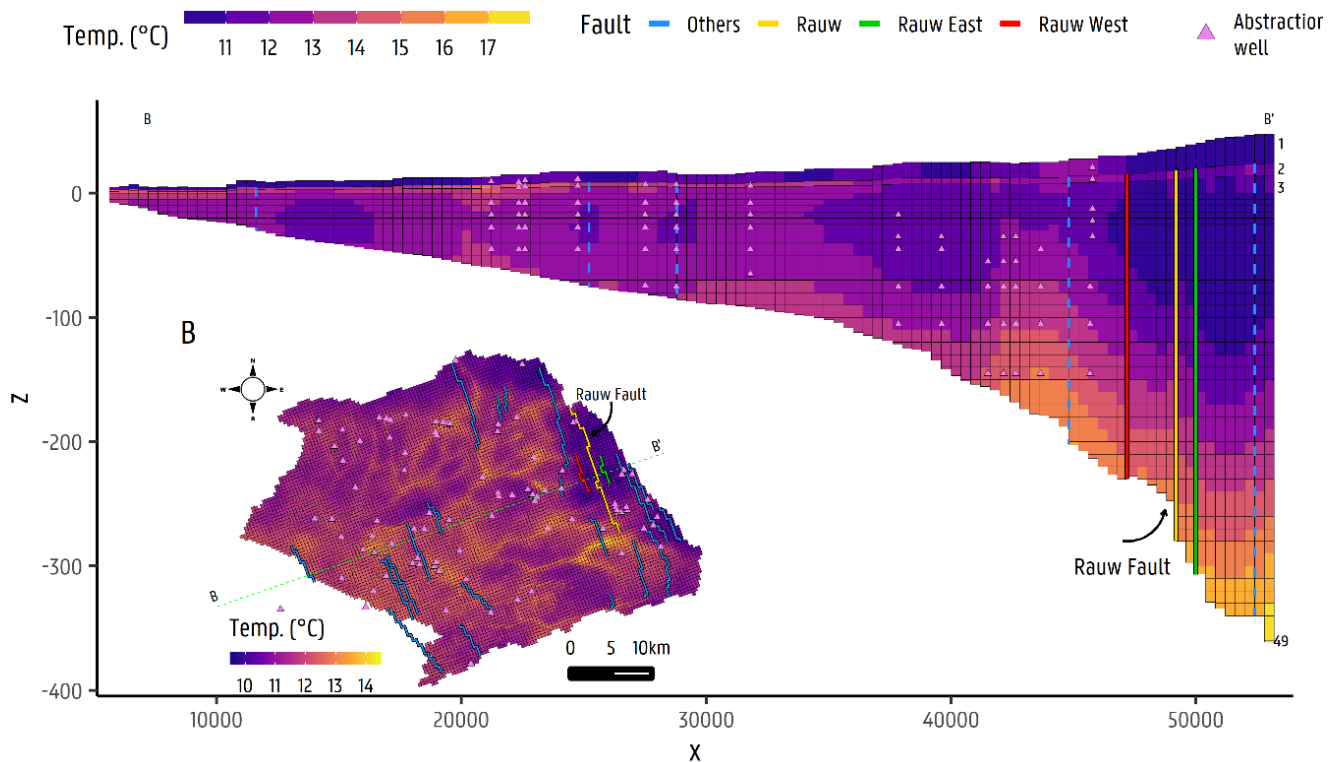 Temp. (°C)
11 12 13 14 15 16 17
Fault Others Rauw Rauw East Rauw West
Abstraction
well
B
B'
1
2
3
0
-100
-200
-300
-400
Z
B
N
W E
Rauw Fault
B'
B
Temp. (°C)
10 11 12 13 14
0 5 10km
Rauw Fault
49
10000 20000 30000 40000 50000
X